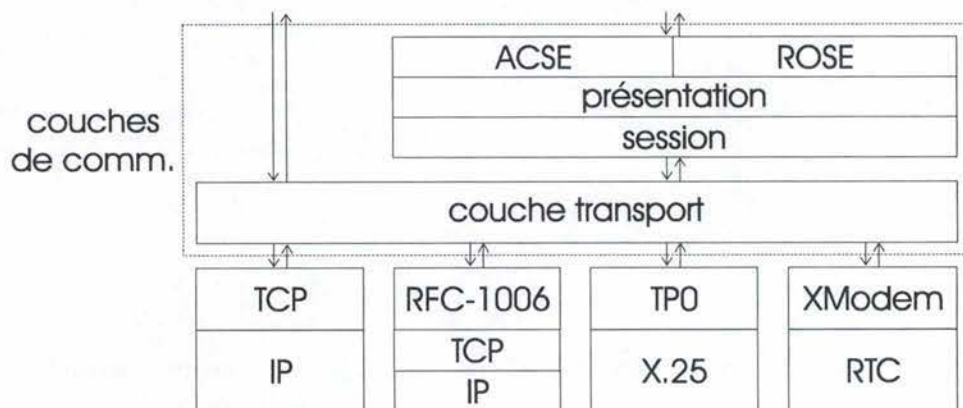 ACSE ROSE
présentation
couches
de comm.
session
couche transport
TCP RFC-1006 TP0 XModem
IP TCP X.25 RTC
IP